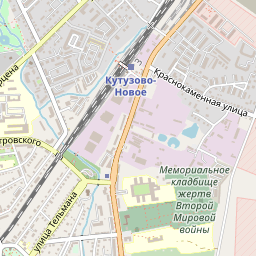 Кутузово-
Новое
Краснокаменная улица
Мемориальное
кладбище
жертв
Второй
Мировой
войны
улица Тельмана